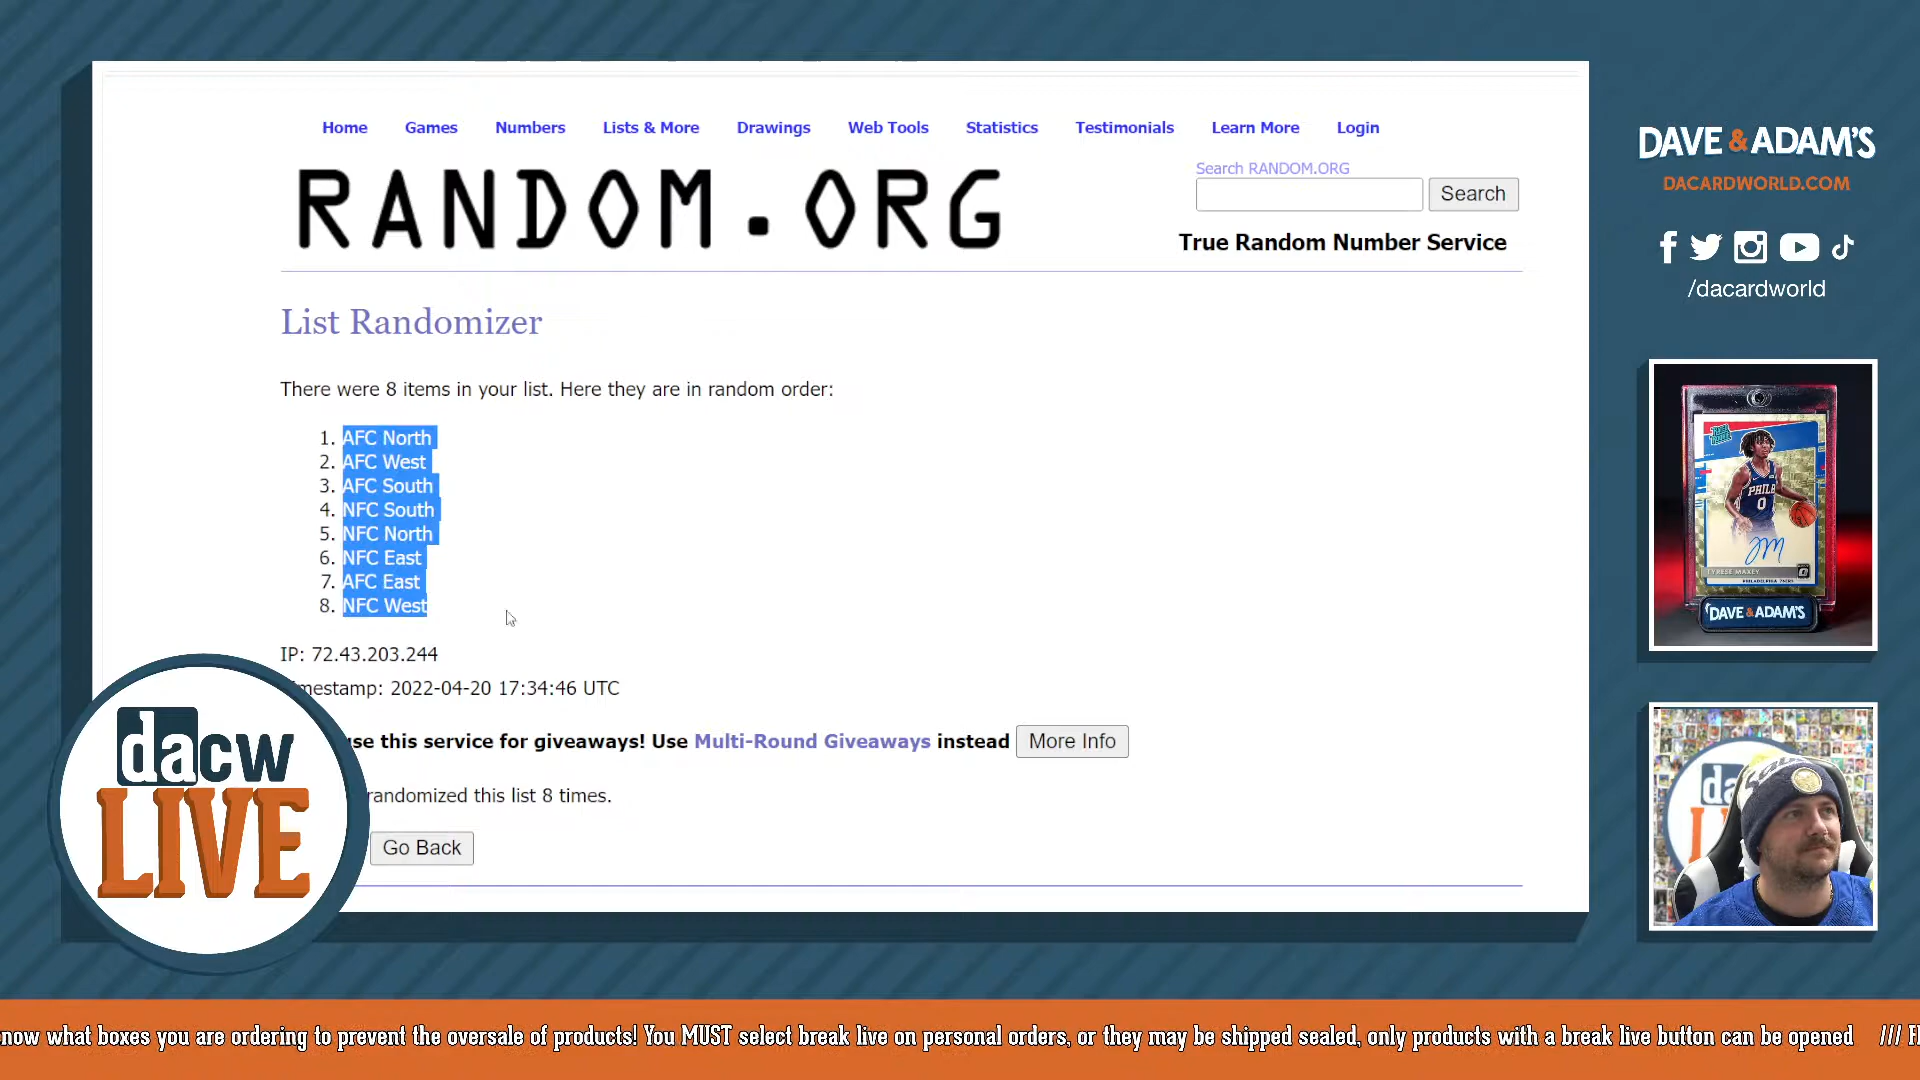 Home Games Numbers Lists & More Drawings Web Tools Statistics Testimonials Learn More Login
RANDOM.ORG
Search RANDOM.ORG
Search
True Random Number Service
List Randomizer
There were 8 items in your list. Here they are in random order:
1. AFC North
2. AFC West
3. AFC South
4. NFC South
5. NFC North
6. NFC East
7. AFC East
8. NFC West
IP: 72.43.203.244
mestamp: 2022-04-20 17:34:46 UTC
use this service for giveaways! Use Multi-Round Giveaways instead More Info
randomized this list 8 times.
Go Back
dacw
LIVE
DAVE & ADAM'S
DACARDWORLD.COM
/dacardworld
PHILA
0
TYRESE MAXEY
PHILADELPHIA 76ERS
DAVE & ADAM'S
da
now what boxes you are ordering to prevent the oversale of products! You MUST select break live on personal orders, or they may be shipped sealed, only products with a break live button can be opened /// F